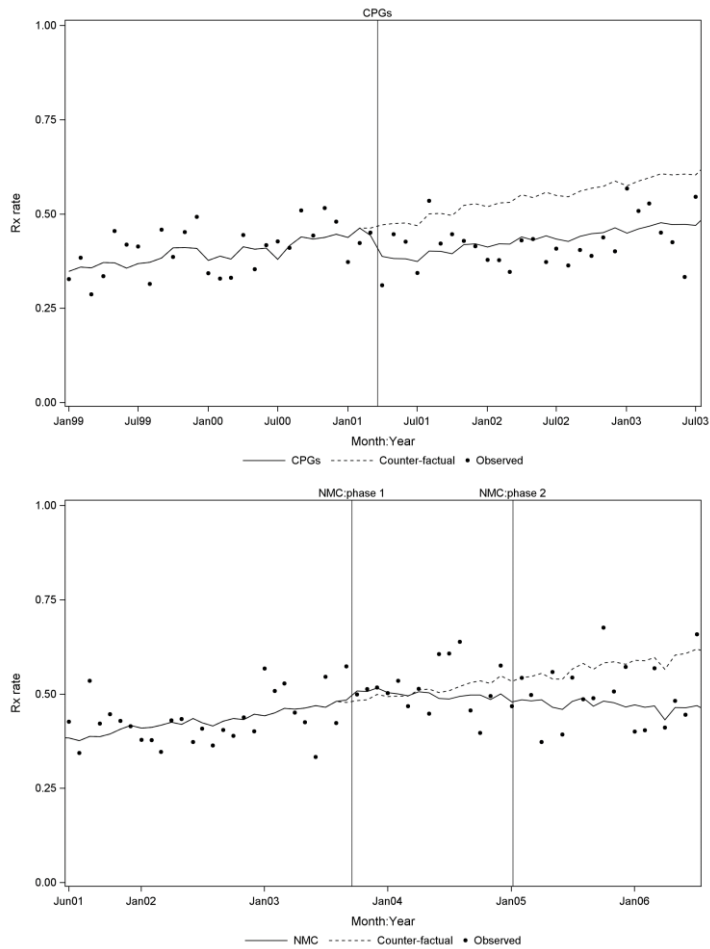 CPGs
1.00
0.75
0.50
0.25
0.00
Rx rate
Jan99 Jul99 Jan00 Jul00 Jan01 Jul01 Jan02 Jul02 Jan03 Jul03
Month:Year
CPGs Counter-factual Observed
NMC:phase 1 NMC:phase 2
1.00
0.75
0.50
0.25
0.00
Rx rate
Jun01 Jan02 Jan03 Jan04 Jan05 Jan06
Month:Year
NMC Counter-factual Observed